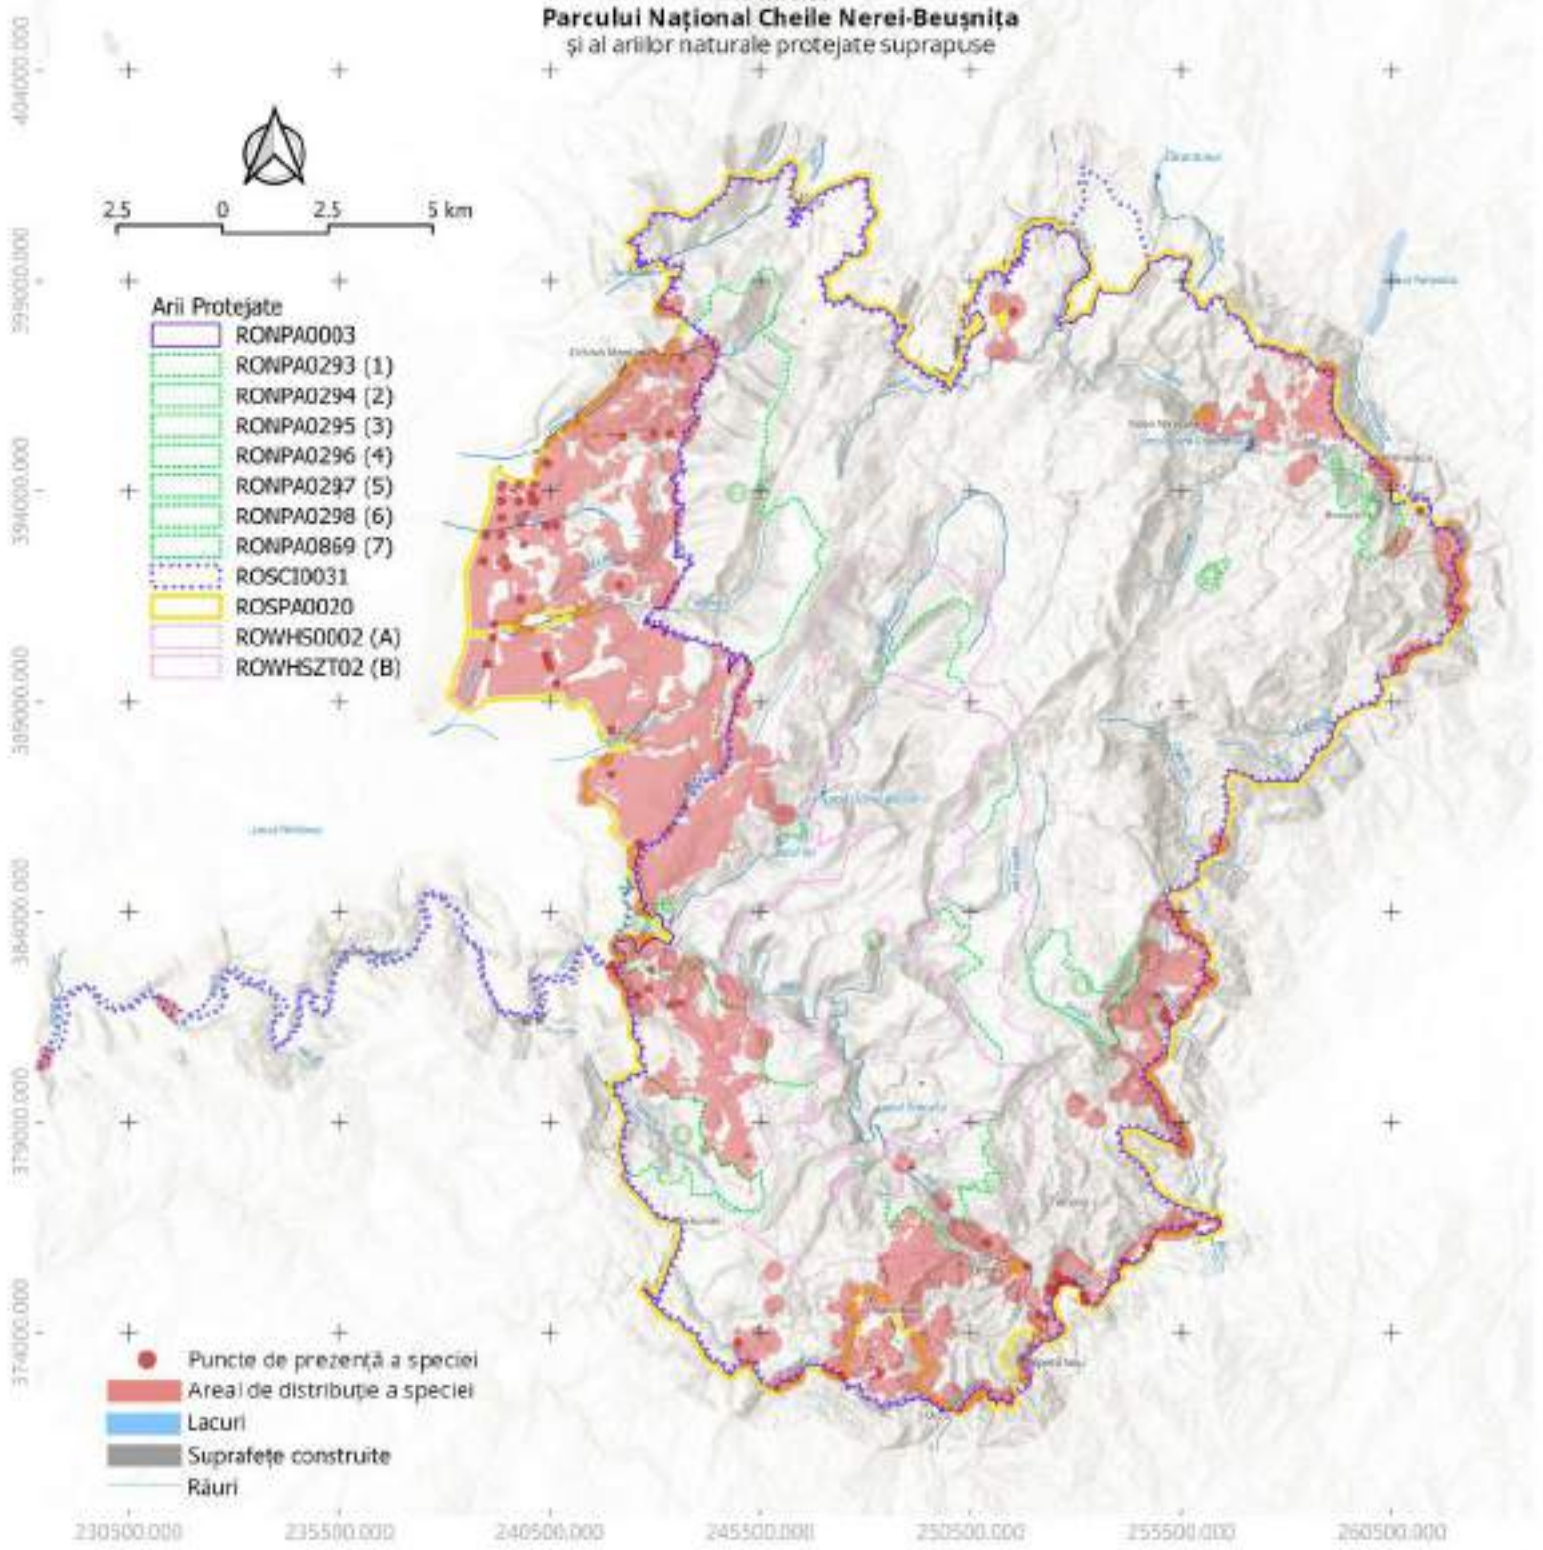 Parcului Național Cheile Nerei-Beușnița
și al ariilor naturale protejate suprapuse
404000.000
399000.000
394000.000
389000.000
384000.000
379000.000
374000.000
2.5 0 2.5 5 km
Arii Protejate
RONPA0003
RONPA0293 (1)
RONPA0294 (2)
RONPA0295 (3)
RONPA0296 (4)
RONPA0297 (5)
RONPA0298 (6)
RONPA0869 (7)
ROSCI0031
ROSPA0020
ROWHS0002 (A)
ROWHSZT02 (B)
Puncte de prezență a speciei
Areal de distribuție a speciei
Lacuri
Suprafețe construite
Râuri
230500.000 235500.000 240500.000 245500.000 250500.000 255500.000 260500.000